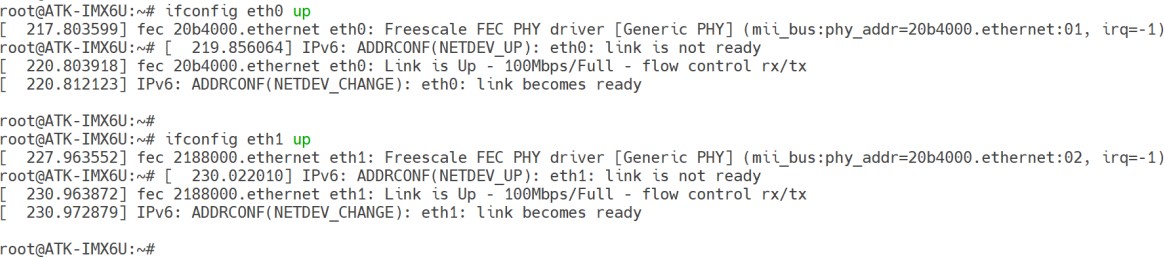 root@ATK-IMX6U:~# ifconfig eth0 up
[  217.803599] fec 20b4000.ethernet eth0: Freescale FEC PHY driver [Generic PHY] (mii_bus:phy_addr=20b4000.ethernet:01, irq=-1)
root@ATK-IMX6U:~# [  219.856064] IPv6: ADDRCONF(NETDEV_UP): eth0: link is not ready
[  220.803918] fec 20b4000.ethernet eth0: Link is Up - 100Mbps/Full - flow control rx/tx
[  220.812123] IPv6: ADDRCONF(NETDEV_CHANGE): eth0: link becomes ready

root@ATK-IMX6U:~#
root@ATK-IMX6U:~# ifconfig eth1 up
[  227.963552] fec 2188000.ethernet eth1: Freescale FEC PHY driver [Generic PHY] (mii_bus:phy_addr=20b4000.ethernet:02, irq=-1)
root@ATK-IMX6U:~# [  230.022010] IPv6: ADDRCONF(NETDEV_UP): eth1: link is not ready
[  230.963872] fec 2188000.ethernet eth1: Link is Up - 100Mbps/Full - flow control rx/tx
[  230.972879] IPv6: ADDRCONF(NETDEV_CHANGE): eth1: link becomes ready

root@ATK-IMX6U:~#